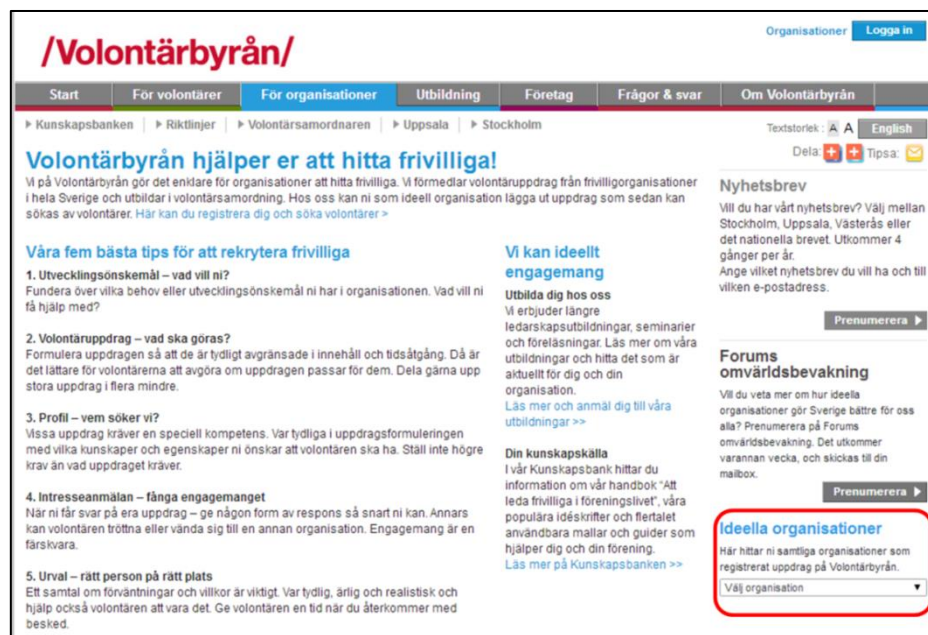 Organisationer
Logga in
/Volontärbyrån/
Start
För volontärer
För organisationer
Utbildning
Företag
Frågor & svar
Om Volontärbyrån
Kunskapsbanken
Riktlinjer
Volontärsamordnaren
Uppsala
Stockholm
Textstorlek : A A
English
Dela:
Tipsa:
Volontärbyrån hjälper er att hitta frivilliga!
Vi på Volontärbyrån gör det enklare för organisationer att hitta frivilliga. Vi förmedlar volontäruppdrag från frivilligorganisationer
i hela Sverige och utbildar i volontärsamordning. Hos oss kan ni som ideell organisation lägga ut uppdrag som sedan kan
sökas av volontärer. Här kan du registrera dig och söka volontärer >
Våra fem bästa tips för att rekrytera frivilliga
1. Utvecklingsönskemål – vad vill ni?
Fundera över vilka behov eller utvecklingsönskemål ni har i organisationen. Vad vill ni
få hjälp med?
2. Volontäruppdrag – vad ska göras?
Formulera uppdragen så att de är tydligt avgränsade i innehåll och tidsåtgång. Då är
det lättare för volontärerna att avgöra om uppdragen passar för dem. Dela gärna upp
stora uppdrag i flera mindre.
3. Profil – vem söker vi?
Vissa uppdrag kräver en speciell kompetens. Var tydliga i uppdragsformuleringen
med vilka kunskaper och egenskaper ni önskar att volontären ska ha. Ställ inte högre
krav än vad uppdraget kräver.
4. Intresseanmälan – fånga engagemanget
När ni får svar på era uppdrag – ge någon form av respons så snart ni kan. Annars
kan volontären tröttna eller vända sig till en annan organisation. Engagemang är en
färskvara.
5. Urval – rätt person på rätt plats
Ett samtal om förväntningar och villkor är viktigt. Var tydlig, ärlig och realistisk och
hjälp också volontären att vara det. Ge volontären en tid när du återkommer med
besked.
Vi kan ideellt
engagemang
Utbilda dig hos oss
Vi erbjuder längre
ledarskapsutbildningar, seminarier
och föreläsningar. Läs mer om våra
utbildningar och hitta det som är
aktuellt för dig och din
organisation.
Läs mer och anmäl dig till våra
utbildningar >>
Din kunskapskälla
I vår Kunskapsbank hittar du
information om vår handbok "Att
leda frivilliga i föreningslivet", våra
populära idéskrifter och flertalet
användbara mallar och guider som
hjälper dig och din förening.
Läs mer på Kunskapsbanken >>
Nyhetsbrev
Vill du har vårt nyhetsbrev? Välj mellan
Stockholm, Uppsala, Västerås eller
det nationella brevet. Utkommer 4
gånger per år.
Ange vilket nyhetsbrev du vill ha och till
vilken e-postadress.
Prenumerera
Forums
omvärldsbevakning
Vill du veta mer om hur ideella
organisationer gör Sverige bättre för oss
alla? Prenumerera på Forums
omvärldsbevakning. Det utkommer
varannan vecka, och skickas till din
mailbox.
Prenumerera
Ideella organisationer
Här hittar ni samtliga organisationer som
registrerat uppdrag på Volontärbyrån.
Välj organisation